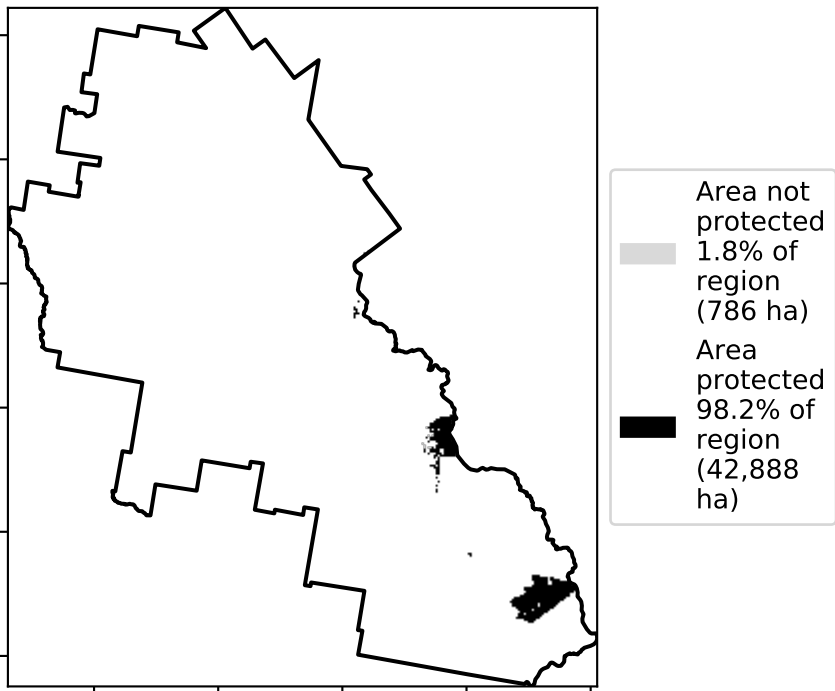 Area not
protected
1.8% of
region
(786 ha)
Area
protected
98.2% of
region
(42,888
ha)